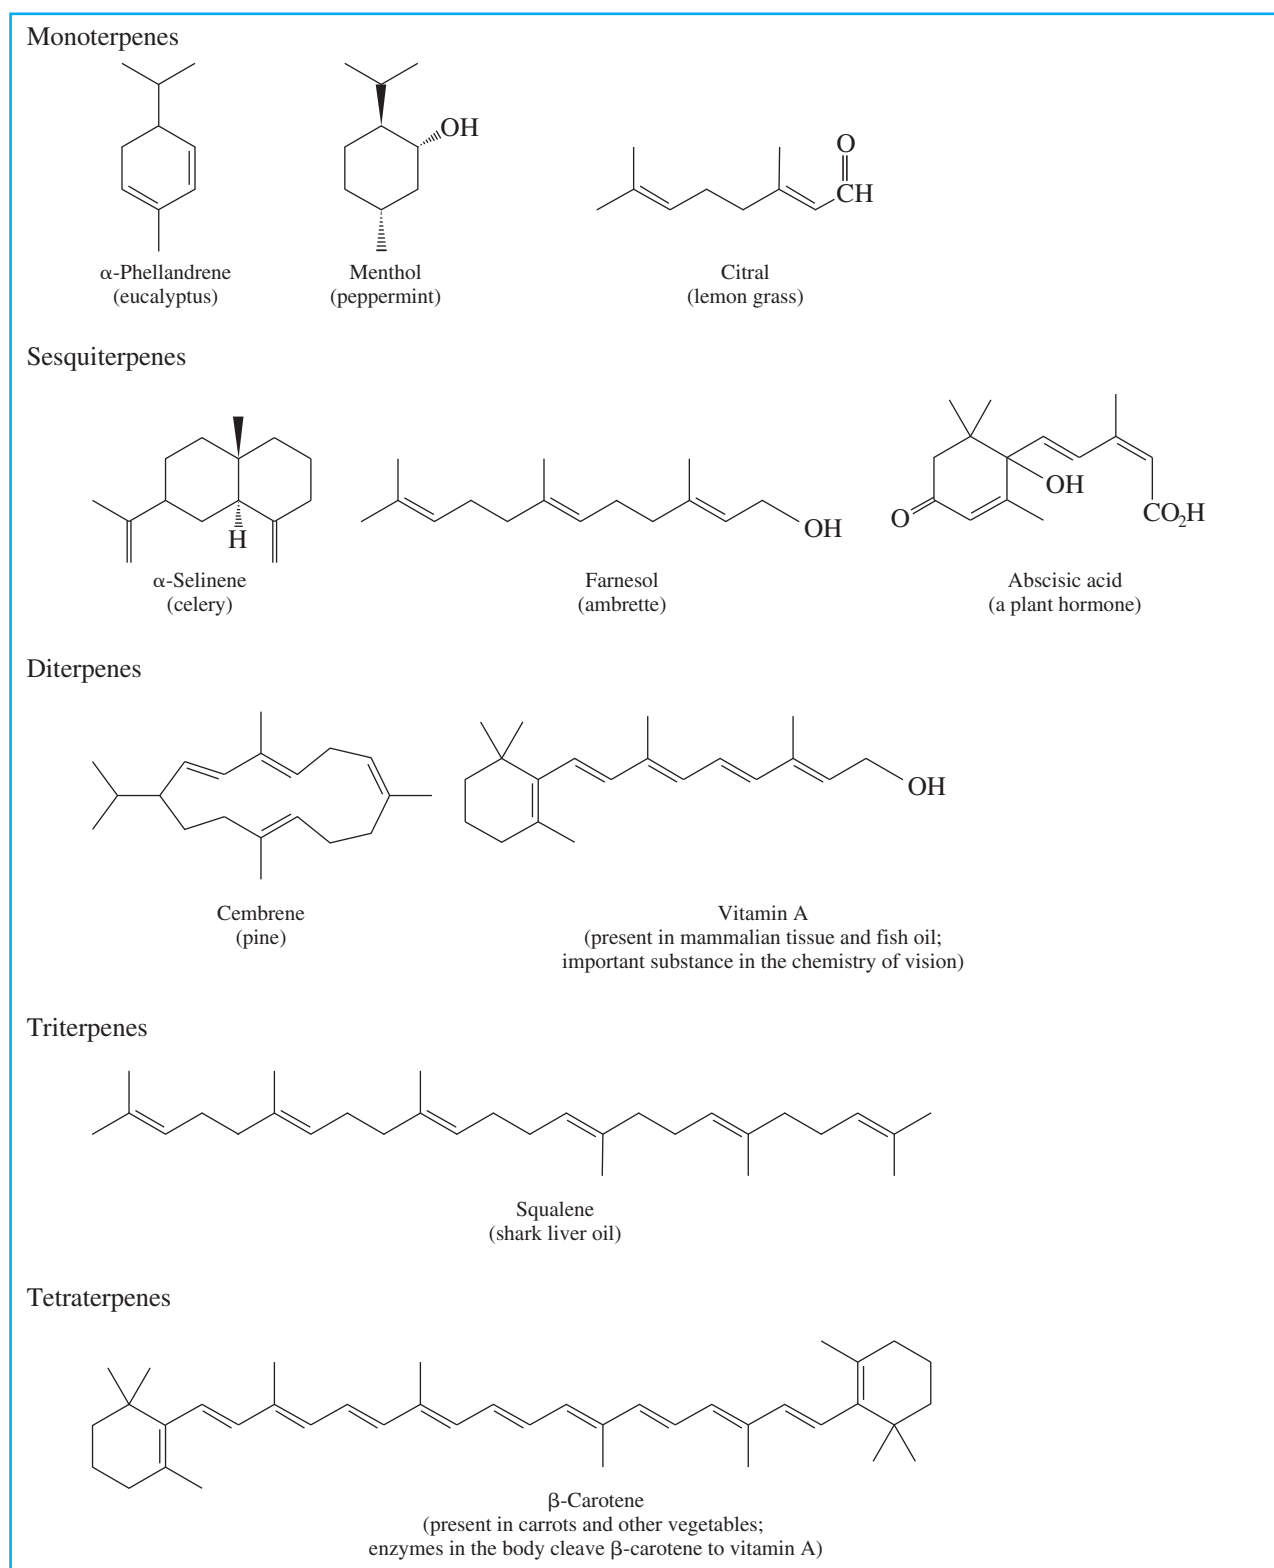 Monoterpenes
OH
O
CH
α-Phellandrene
(eucalyptus)
Menthol
(peppermint)
Citral
(lemon grass)
Sesquiterpenes
H
OH
O
OH
CO₂H
α-Selinene
(celery)
Farnesol
(ambrette)
Abscisic acid
(a plant hormone)
Diterpenes
OH
Cembrene
(pine)
Vitamin A
(present in mammalian tissue and fish oil;
important substance in the chemistry of vision)
Triterpenes
Squalene
(shark liver oil)
Tetraterpenes
β-Carotene
(present in carrots and other vegetables;
enzymes in the body cleave β-carotene to vitamin A)